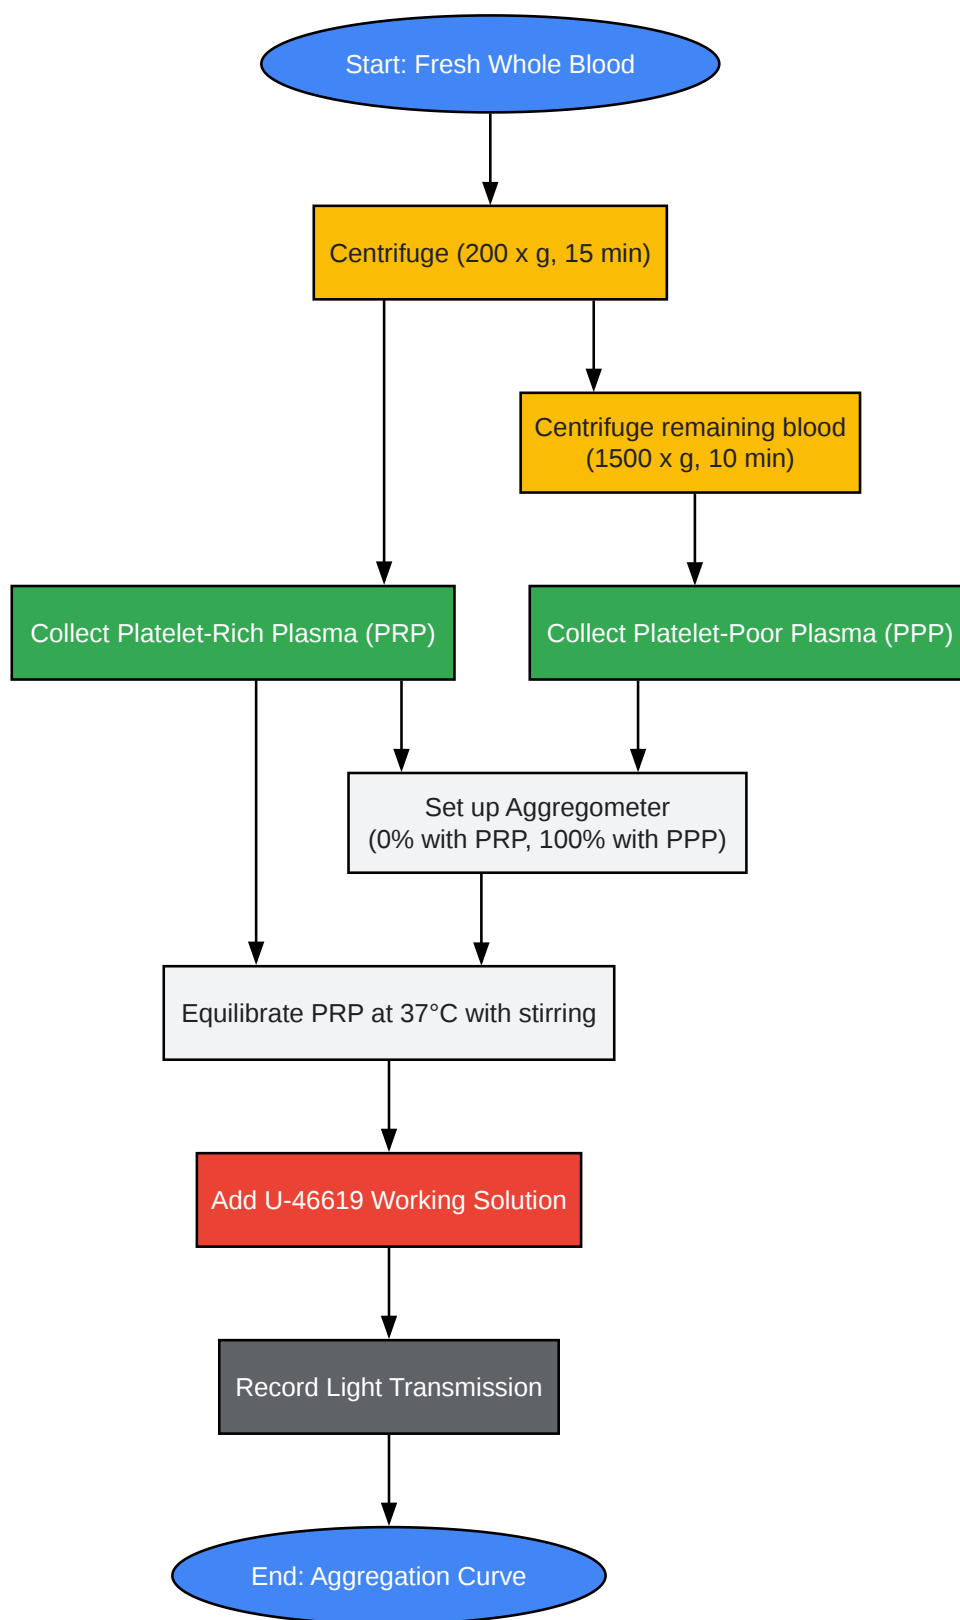 Start: Fresh Whole Blood
Centrifuge (200 x g, 15 min)
Centrifuge remaining blood
(1500 x g, 10 min)
Collect Platelet-Rich Plasma (PRP)
Collect Platelet-Poor Plasma (PPP)
Set up Aggregometer
(0% with PRP, 100% with PPP)
Equilibrate PRP at 37°C with stirring
Add U-46619 Working Solution
Record Light Transmission
End: Aggregation Curve